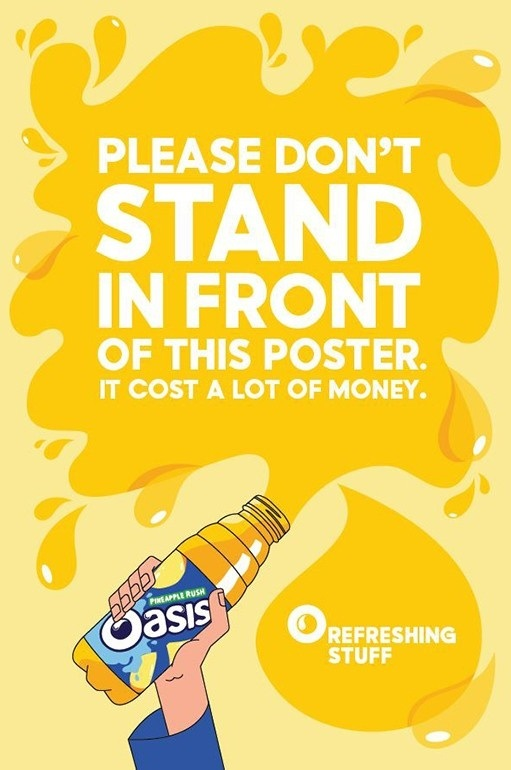 PLEASE DON'T
STAND
IN FRONT
OF THIS POSTER.
IT COST A LOT OF MONEY.
PINEAPPLE RUSH
Oasis
O REFRESHING
STUFF